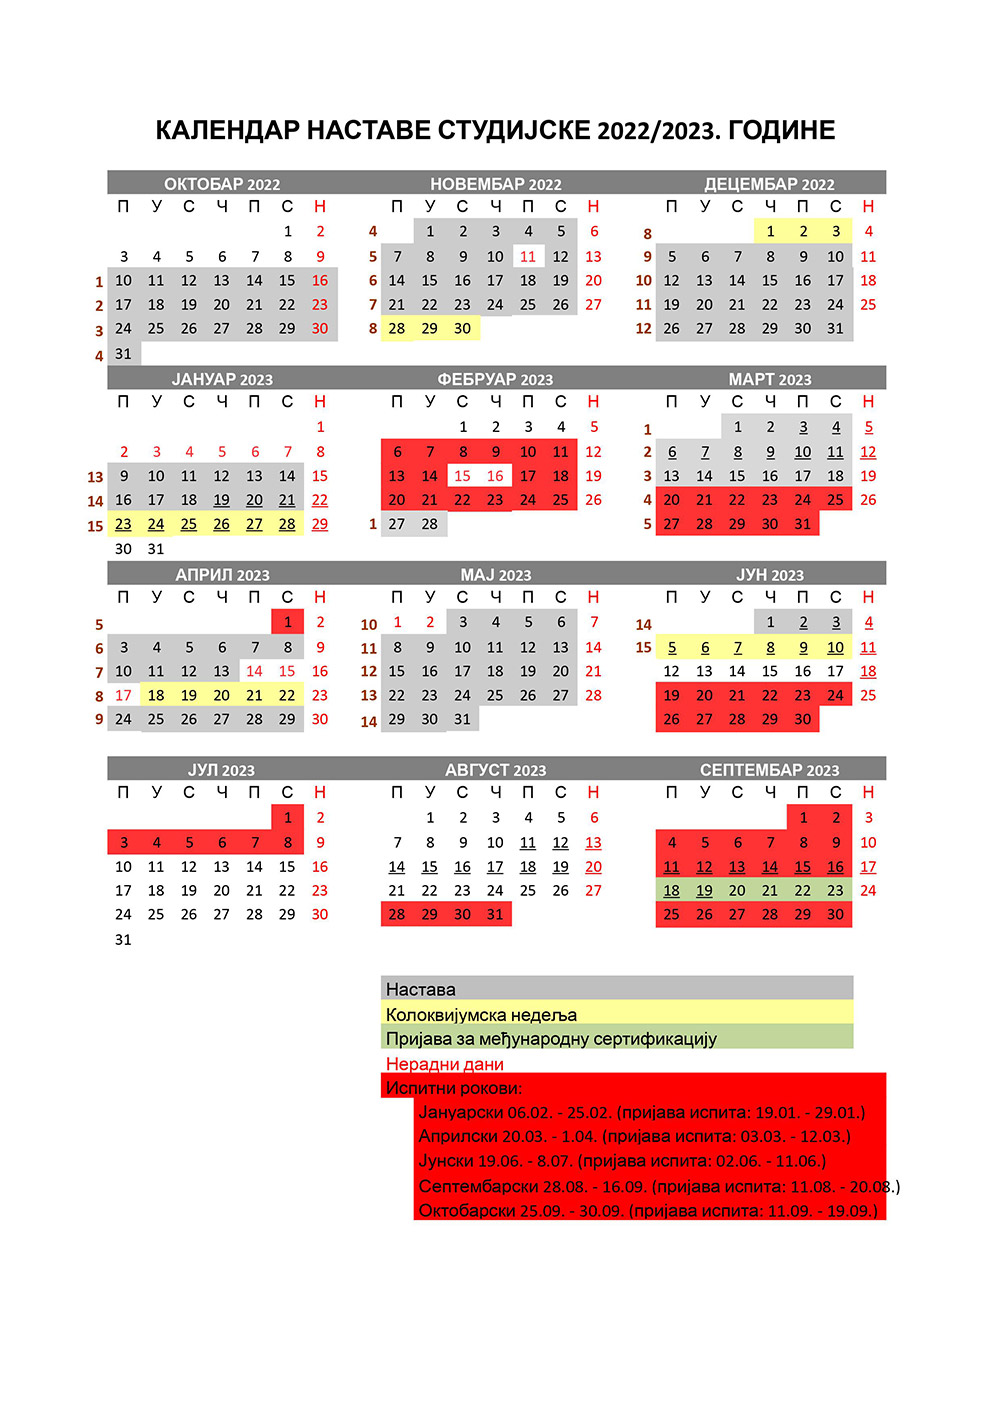 КАЛЕНДАР НАСТАВЕ СТУДИЈСКЕ 2022/2023. ГОДИНЕ
ОКТОБАР 2022 НОВЕМБАР 2022 ДЕЦЕМБАР 2022
П У С Ч П С Н П У С Ч П С Н П У С Ч П С Н
1 2 4 1 2 3 4 5 6 8 1 2 3 4
3 4 5 6 7 8 9 5 7 8 9 10 11 12 13 9 5 6 7 8 9 10 11
1 10 11 12 13 14 15 16 6 14 15 16 17 18 19 20 10 12 13 14 15 16 17 18
2 17 18 19 20 21 22 23 7 21 22 23 24 25 26 27 11 19 20 21 22 23 24 25
3 24 25 26 27 28 29 30 8 28 29 30 12 26 27 28 29 30 31
4 31
ЈАНУАР 2023 ФЕБРУАР 2023 МАРТ 2023
П У С Ч П С Н П У С Ч П С Н П У С Ч П С Н
1 1 2 3 4 5 1 1 2 3 4 5
2 3 4 5 6 7 8 6 7 8 9 10 11 12 2 6 7 8 9 10 11 12
13 9 10 11 12 13 14 15 13 14 15 16 17 18 19 3 13 14 15 16 17 18 19
14 16 17 18 19 20 21 22 20 21 22 23 24 25 26 4 20 21 22 23 24 25 26
15 23 24 25 26 27 28 29 1 27 28 5 27 28 29 30 31
30 31
АПРИЛ 2023 МАЈ 2023 ЈУН 2023
П У С Ч П С Н П У С Ч П С Н П У С Ч П С Н
5 1 2 10 1 2 3 4 5 6 7 14 1 2 3 4
6 3 4 5 6 7 8 9 11 8 9 10 11 12 13 14 15 5 6 7 8 9 10 11
7 10 11 12 13 14 15 16 12 15 16 17 18 19 20 21 12 13 14 15 16 17 18
8 17 18 19 20 21 22 23 13 22 23 24 25 26 27 28 19 20 21 22 23 24 25
9 24 25 26 27 28 29 30 14 29 30 31 26 27 28 29 30
ЈУЛ 2023 АВГУСТ 2023 СЕПТЕМБАР 2023
П У С Ч П С Н П У С Ч П С Н П У С Ч П С Н
1 2 1 2 3 4 5 6 1 2 3
3 4 5 6 7 8 9 7 8 9 10 11 12 13 4 5 6 7 8 9 10
10 11 12 13 14 15 16 14 15 16 17 18 19 20 11 12 13 14 15 16 17
17 18 19 20 21 22 23 21 22 23 24 25 26 27 18 19 20 21 22 23 24
24 25 26 27 28 29 30 28 29 30 31 25 26 27 28 29 30
31
Настава
Колоквијумска недеља
Пријава за међународну сертификацију
Нерадни дани
Испитни рокови:
Јануарски 06.02. - 25.02. (пријава испита: 19.01. - 29.01.)
Априлски 20.03. - 1.04. (пријава испита: 03.03. - 12.03.)
Јунски 19.06. - 8.07. (пријава испита: 02.06. - 11.06.)
Септембарски 28.08. - 16.09. (пријава испита: 11.08. - 20.08.)
Октобарски 25.09. - 30.09. (пријава испита: 11.09. - 19.09.)